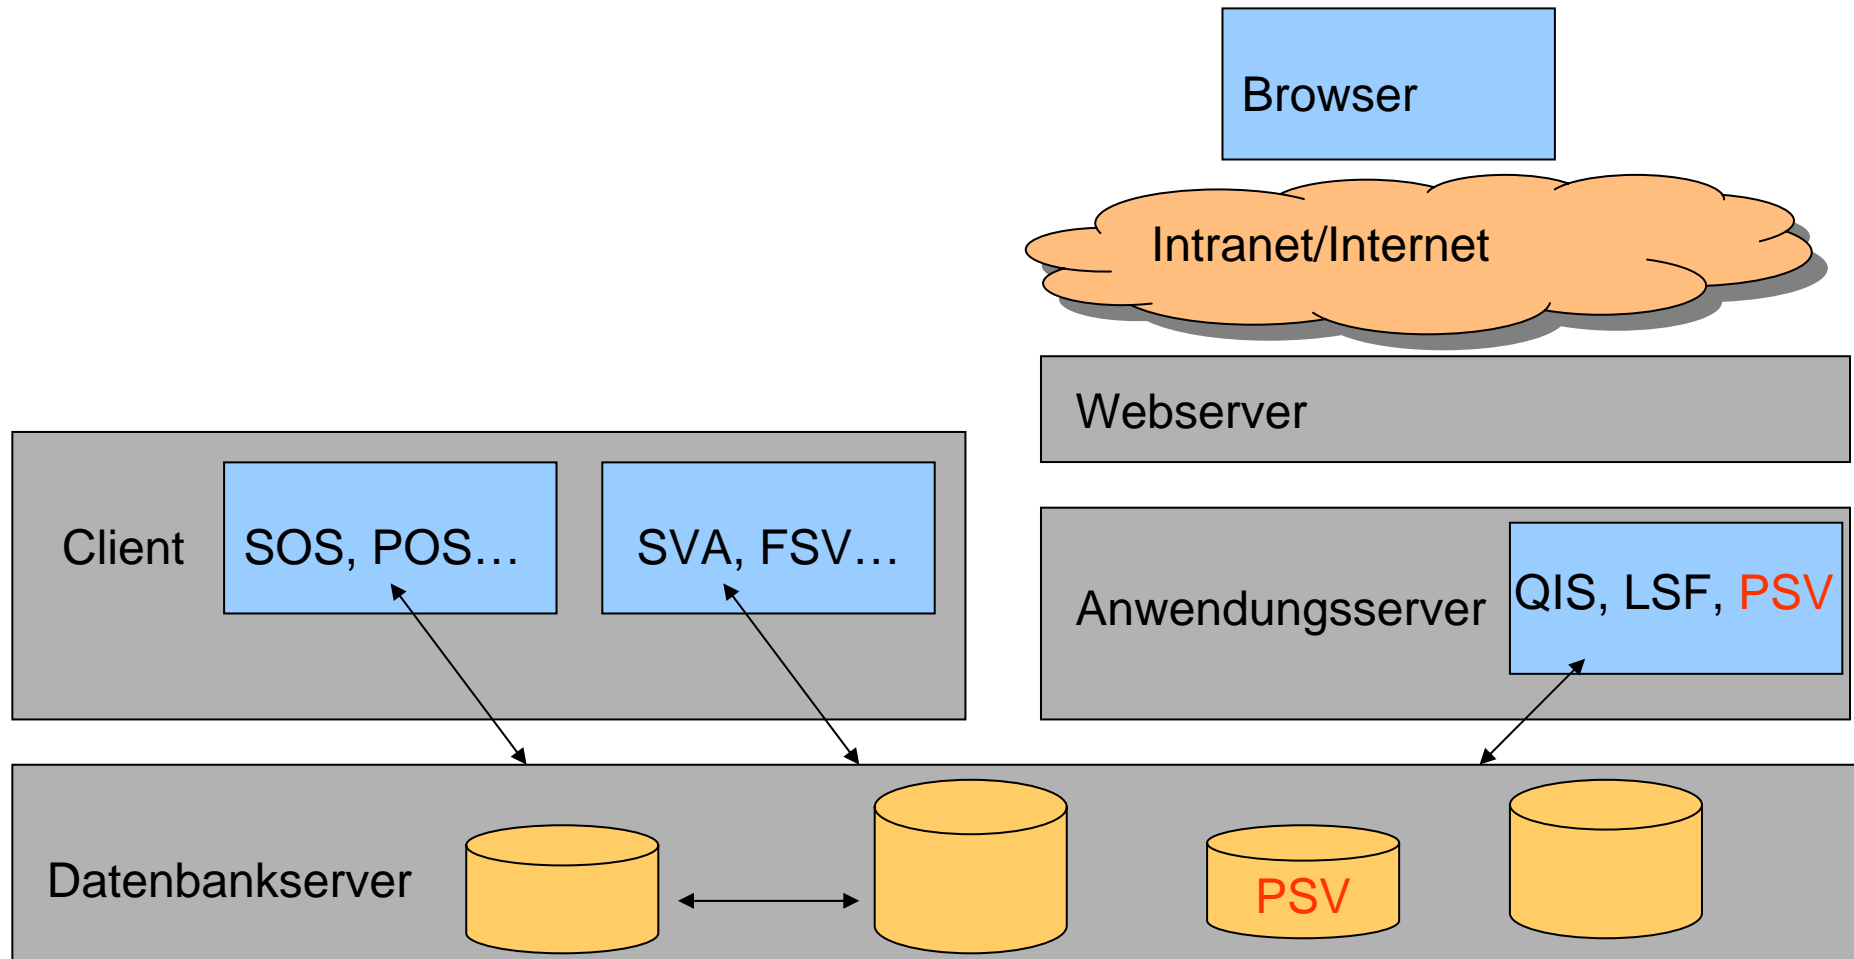 Browser
Intranet/Internet
Webserver
Client
SOS, POS…
SVA, FSV…
Anwendungsserver
QIS, LSF, PSV
Datenbankserver
PSV